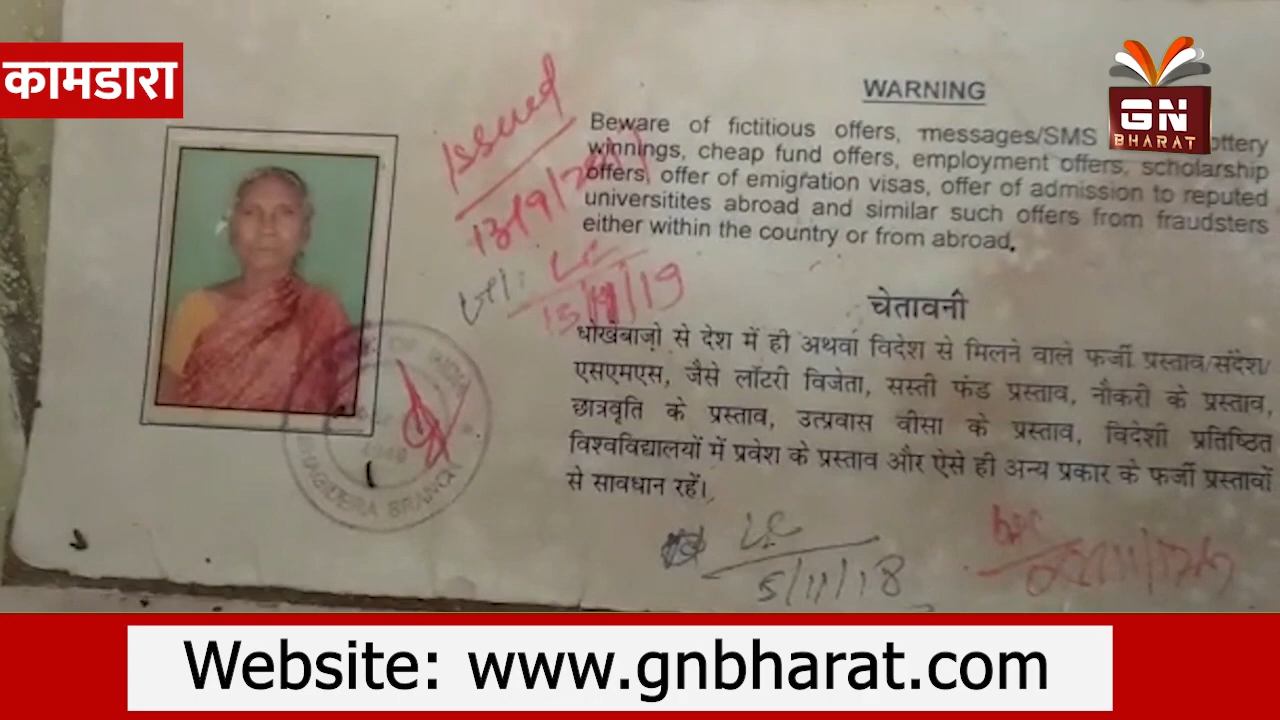 कामडारा
GN
BHARAT
WARNING
Beware of fictitious offers, messages/SMS
winnings, cheap fund offers, employment offers, scholarship
offers, offer of emigration visas, offer of admission to reputed
universitites abroad and similar such offers from fraudsters
either within the country or from abroad.
Issued
15/11/19
चेतावनी
धोखेबाज़ो से देश में ही अथवा विदेश से मिलने वाले फर्जी प्रस्ताव/संदेश/
एसएमएस, जैसे लॉटरी विजेता, सस्ती फंड प्रस्ताव, नौकरी के प्रस्ताव,
छात्रवृति के प्रस्ताव, उत्प्रवास वीसा के प्रस्ताव, विदेशी प्रतिष्ठित
विश्वविद्यालयों में प्रवेश के प्रस्ताव और ऐसे ही अन्य प्रकार के फर्जी प्रस्तावों
से सावधान रहें।
OF INDIA
BRANCH
5/11/18
Website: www.gnbharat.com